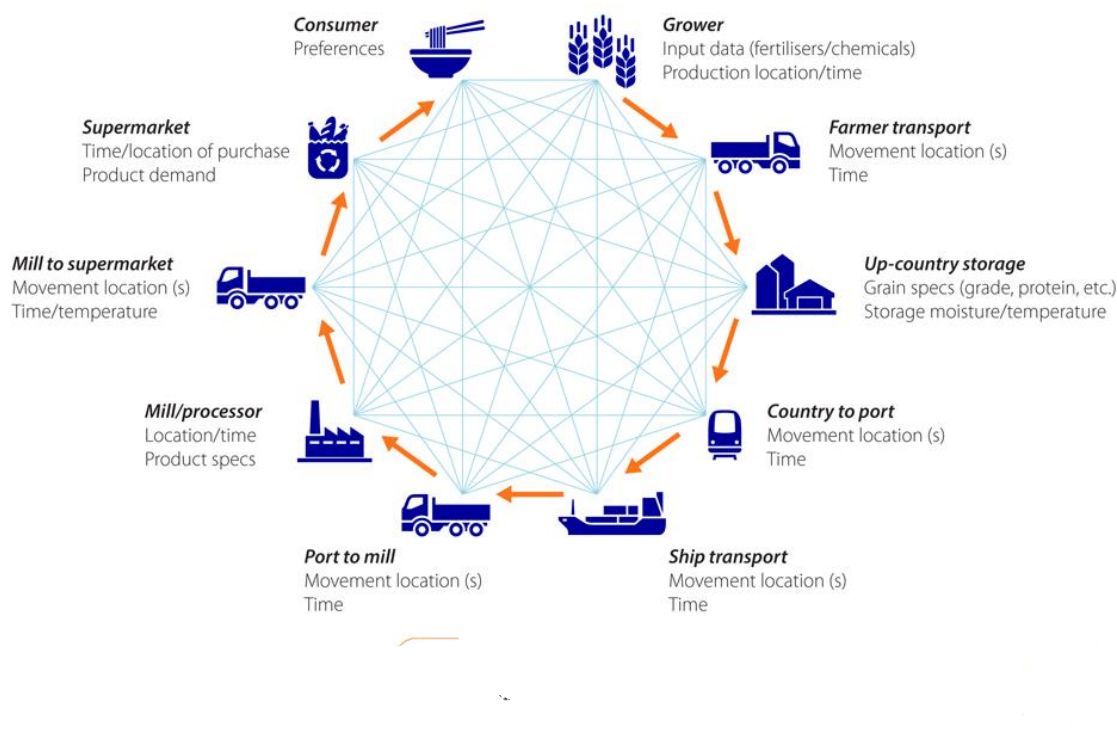 Consumer
Preferences
Grower
Input data (fertilisers/chemicals)
Production location/time
Supermarket
Time/location of purchase
Product demand
Farmer transport
Movement location (s)
Time
Mill to supermarket
Movement location (s)
Time/temperature
Up-country storage
Grain specs (grade, protein, etc.)
Storage moisture/temperature
Mill/processor
Location/time
Product specs
Country to port
Movement location (s)
Time
Port to mill
Movement location (s)
Time
Ship transport
Movement location (s)
Time